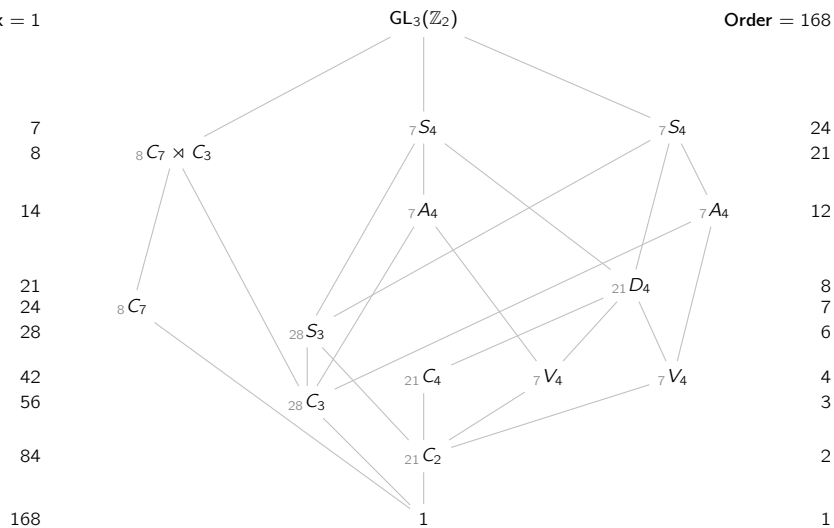 x = 1 GL₃(ℤ₂) Order = 168
7 ₇S₄ ₇S₄ 24
8 ₈C₇ ⋊ C₃ 21
14 ₇A₄ ₇A₄ 12
21 ₂₁D₄ 8
24 ₈C₇ 7
28 ₂₈S₃ 6
42 ₂₁C₄ ₇V₄ ₇V₄ 4
56 ₂₈C₃ 3
84 ₂₁C₂ 2
168 1 1